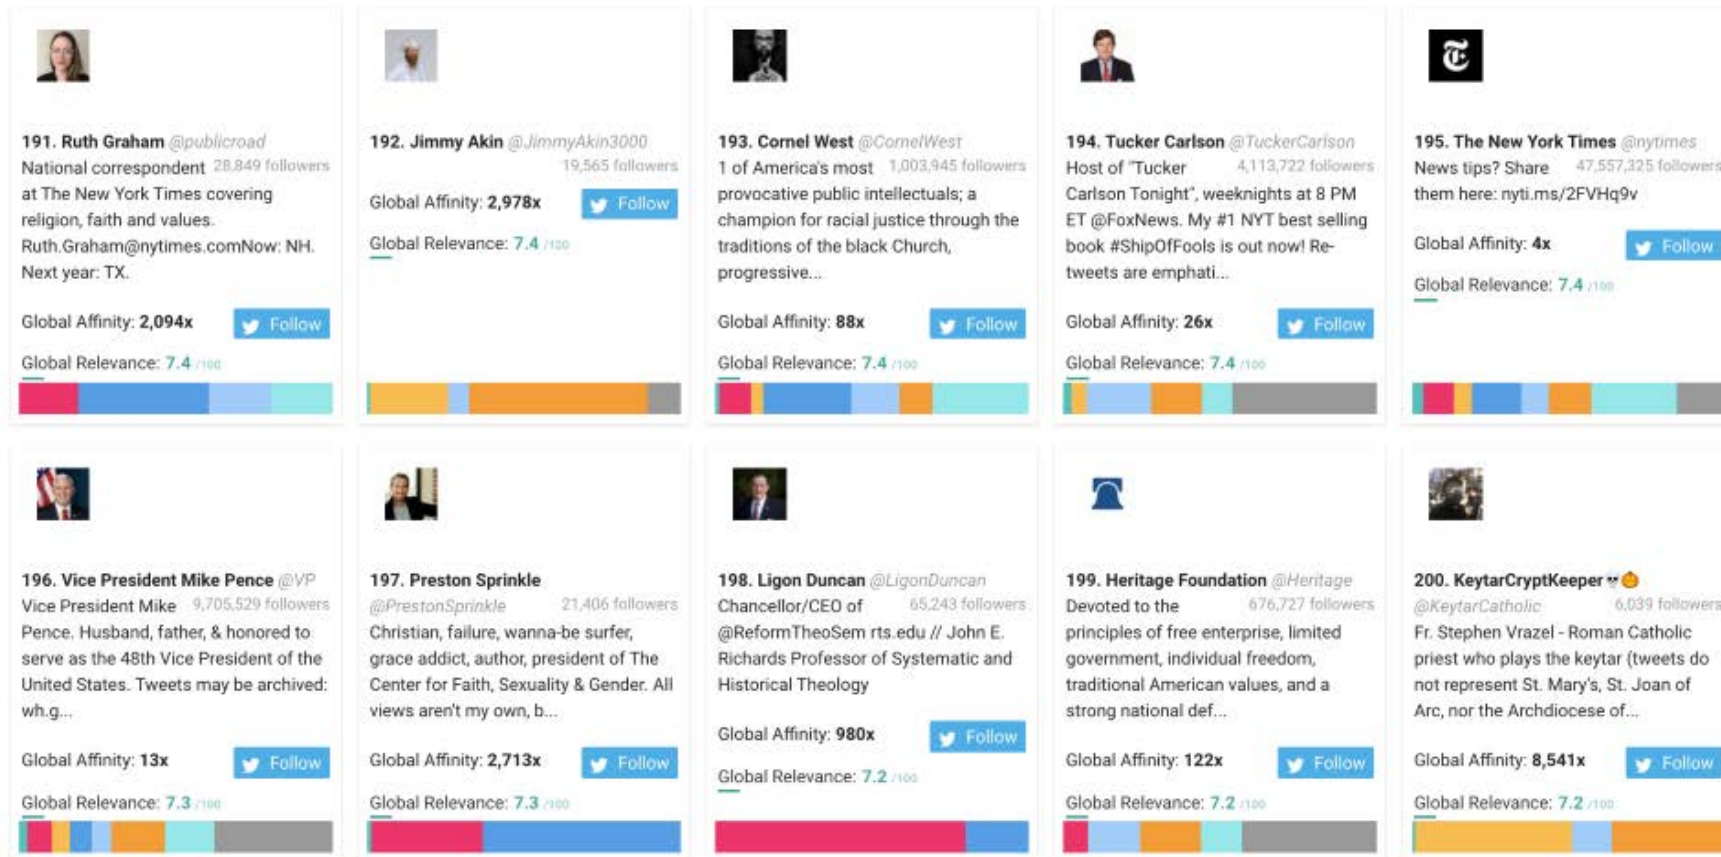 191. Ruth Graham @publicroad
National correspondent 28,849 followers
at The New York Times covering
religion, faith and values.
Ruth.Graham@nytimes.comNow: NH.
Next year: TX.
Global Affinity: 2,094x Follow
Global Relevance: 7.4 /100
192. Jimmy Akin @JimmyAkin3000
19,565 followers
Global Affinity: 2,978x Follow
Global Relevance: 7.4 /100
193. Cornel West @CornelWest
1 of America's most 1,003,945 followers
provocative public intellectuals; a
champion for racial justice through the
traditions of the black Church,
progressive...
Global Affinity: 88x Follow
Global Relevance: 7.4 /100
194. Tucker Carlson @TuckerCarlson
Host of "Tucker 4,113,722 followers
Carlson Tonight", weeknights at 8 PM
ET @FoxNews. My #1 NYT best selling
book #ShipOfFools is out now! Re-
tweets are emphati...
Global Affinity: 26x Follow
Global Relevance: 7.4 /100
195. The New York Times @nytimes
News tips? Share 47,557,325 followers
them here: nyti.ms/2FVHq9v
Global Affinity: 4x Follow
Global Relevance: 7.4 /100
196. Vice President Mike Pence @VP
Vice President Mike 9,705,529 followers
Pence. Husband, father, & honored to
serve as the 48th Vice President of the
United States. Tweets may be archived:
wh.g...
Global Affinity: 13x Follow
Global Relevance: 7.3 /100
197. Preston Sprinkle
@PrestonSprinkle 21,406 followers
Christian, failure, wanna-be surfer,
grace addict, author, president of The
Center for Faith, Sexuality & Gender. All
views aren't my own, b...
Global Affinity: 2,713x Follow
Global Relevance: 7.3 /100
198. Ligon Duncan @LigonDuncan
Chancellor/CEO of 65,243 followers
@ReformTheoSem rts.edu // John E.
Richards Professor of Systematic and
Historical Theology
Global Affinity: 980x Follow
Global Relevance: 7.2 /100
199. Heritage Foundation @Heritage
Devoted to the 676,727 followers
principles of free enterprise, limited
government, individual freedom,
traditional American values, and a
strong national def...
Global Affinity: 122x Follow
Global Relevance: 7.2 /100
200. KeytarCryptKeeper💀🎃
@KeytarCatholic 6,039 followers
Fr. Stephen Vrazel - Roman Catholic
priest who plays the keytar (tweets do
not represent St. Mary's, St. Joan of
Arc, nor the Archdiocese of...
Global Affinity: 8,541x Follow
Global Relevance: 7.2 /100